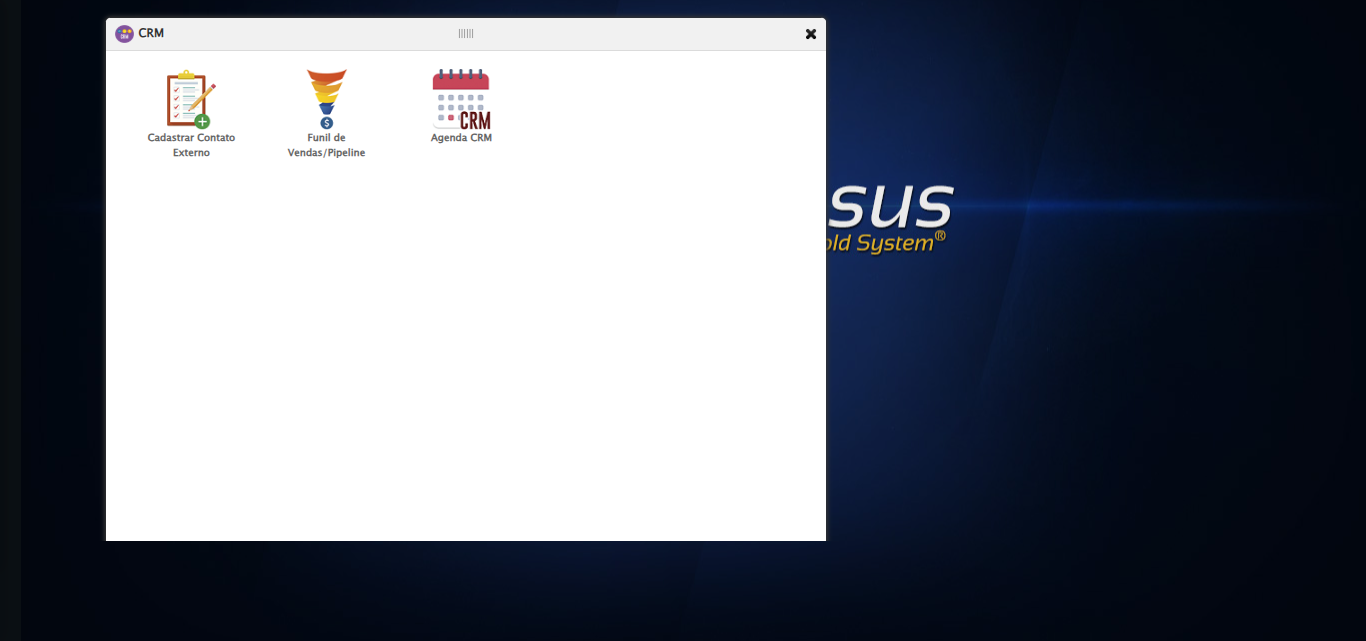 CRM
Cadastrar Contato
Externo
Funil de
Vendas/Pipeline
CRM
Agenda CRM
sus
old System®